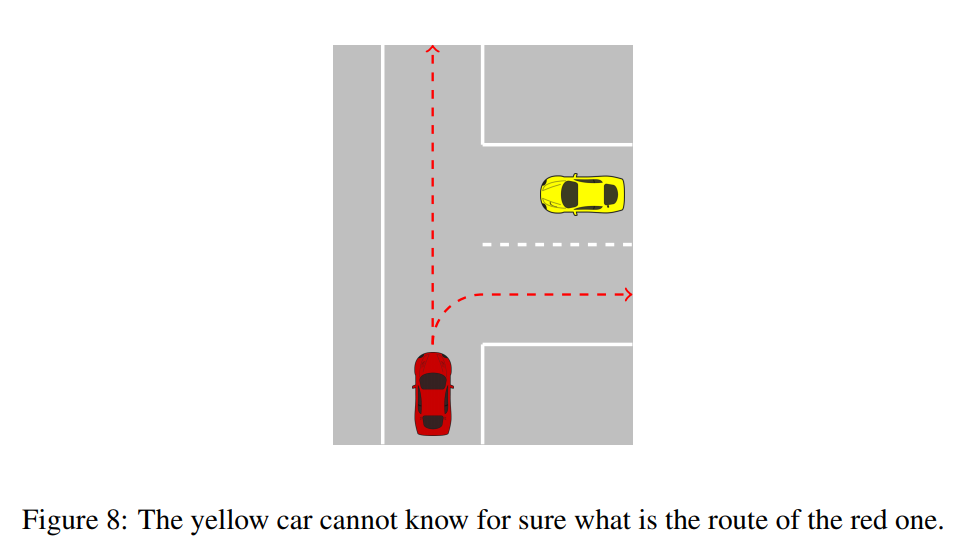 Figure 8: The yellow car cannot know for sure what is the route of the red one.